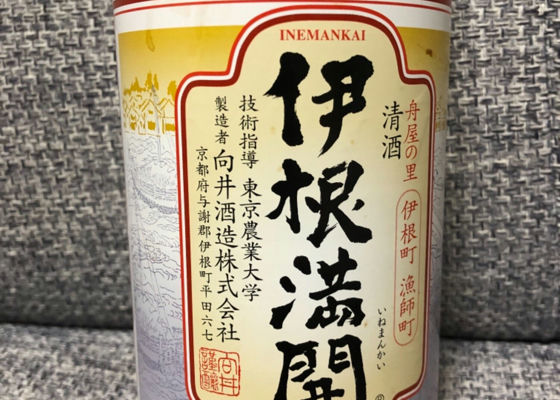 INEMANKAI
舟屋の里 伊根町 漁師町
清酒
伊根満開
いねまんかい
技術指導 東京農業大学
製造者 向井酒造株式会社
京都府与謝郡伊根町平田六七